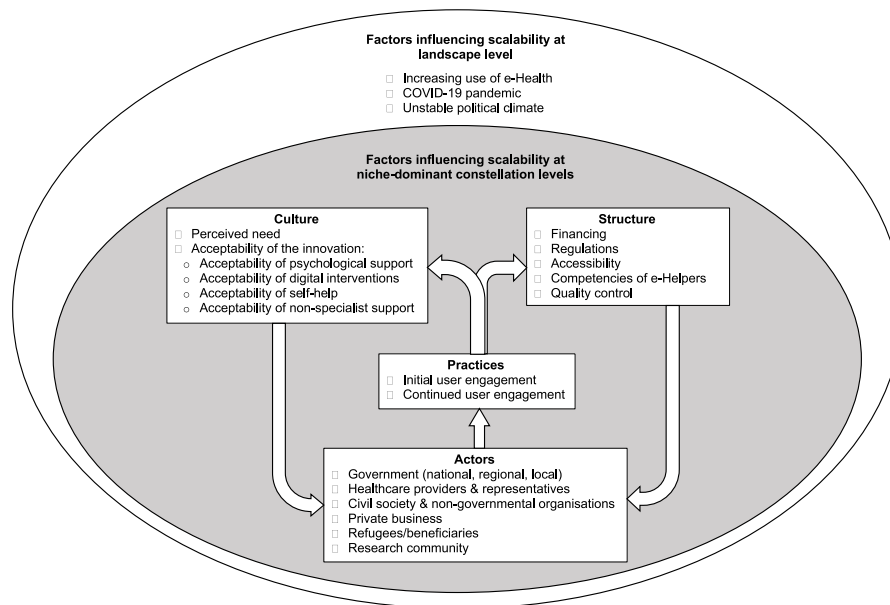 Factors influencing scalability at
landscape level
Increasing use of e-Health
COVID-19 pandemic
Unstable political climate
Factors influencing scalability at
niche-dominant constellation levels
Culture
Perceived need
Acceptability of the innovation:
Acceptability of psychological support
Acceptability of digital interventions
Acceptability of self-help
Acceptability of non-specialist support
Structure
Financing
Regulations
Accessibility
Competencies of e-Helpers
Quality control
Practices
Initial user engagement
Continued user engagement
Actors
Government (national, regional, local)
Healthcare providers & representatives
Civil society & non-governmental organisations
Private business
Refugees/beneficiaries
Research community